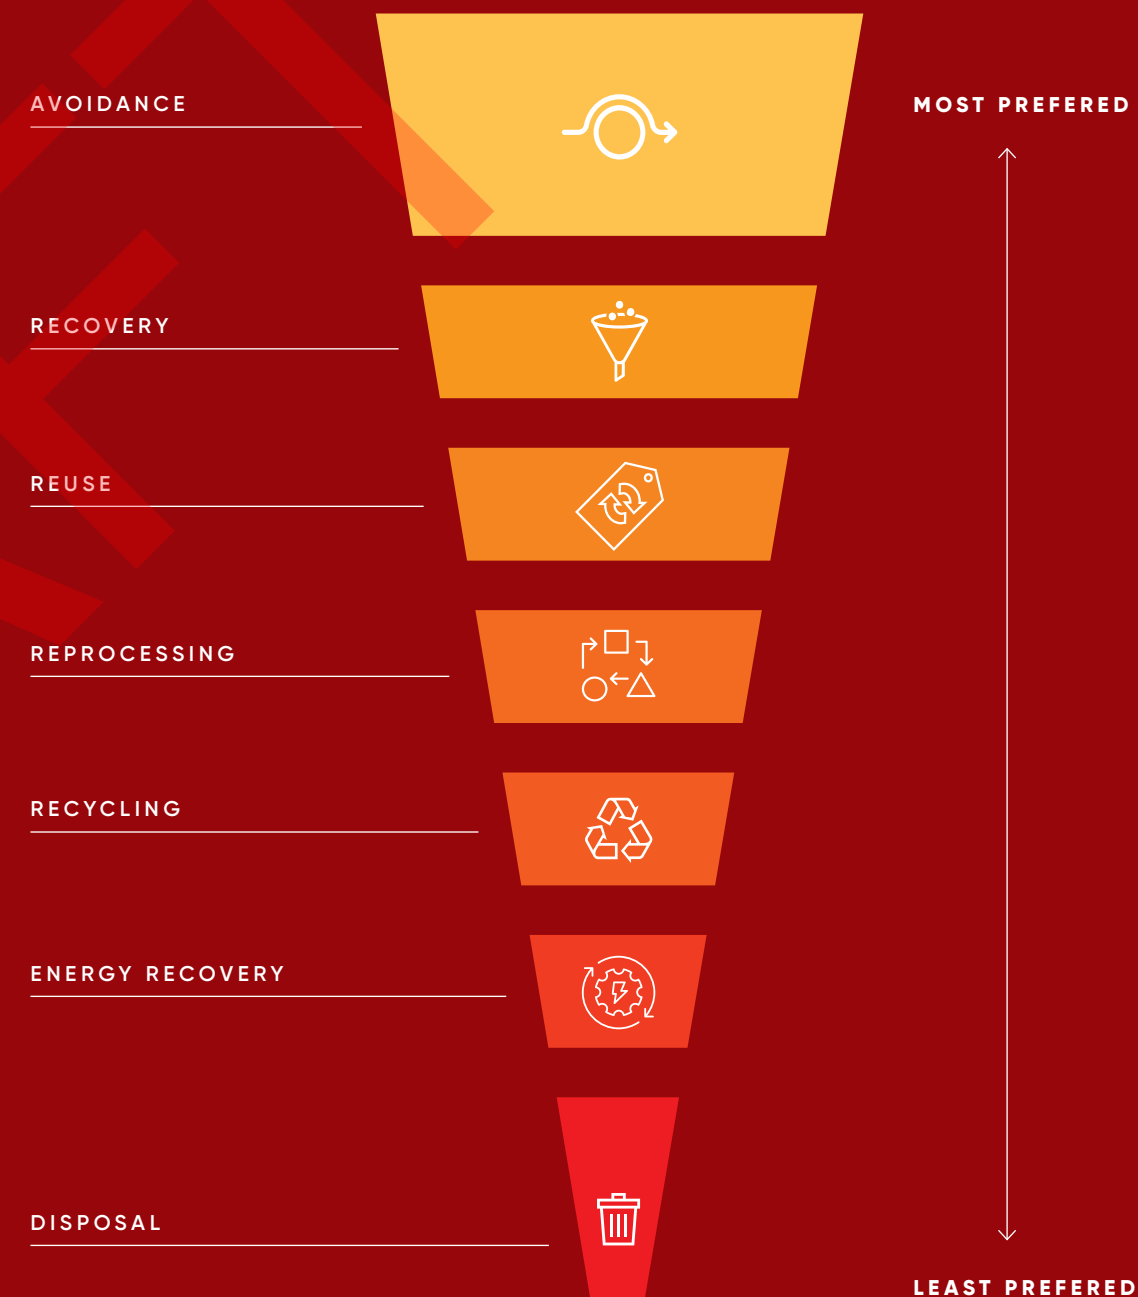 AVOIDANCE
MOST PREFERED
RECOVERY
REUSE
REPROCESSING
RECYCLING
ENERGY RECOVERY
DISPOSAL
LEAST PREFERED